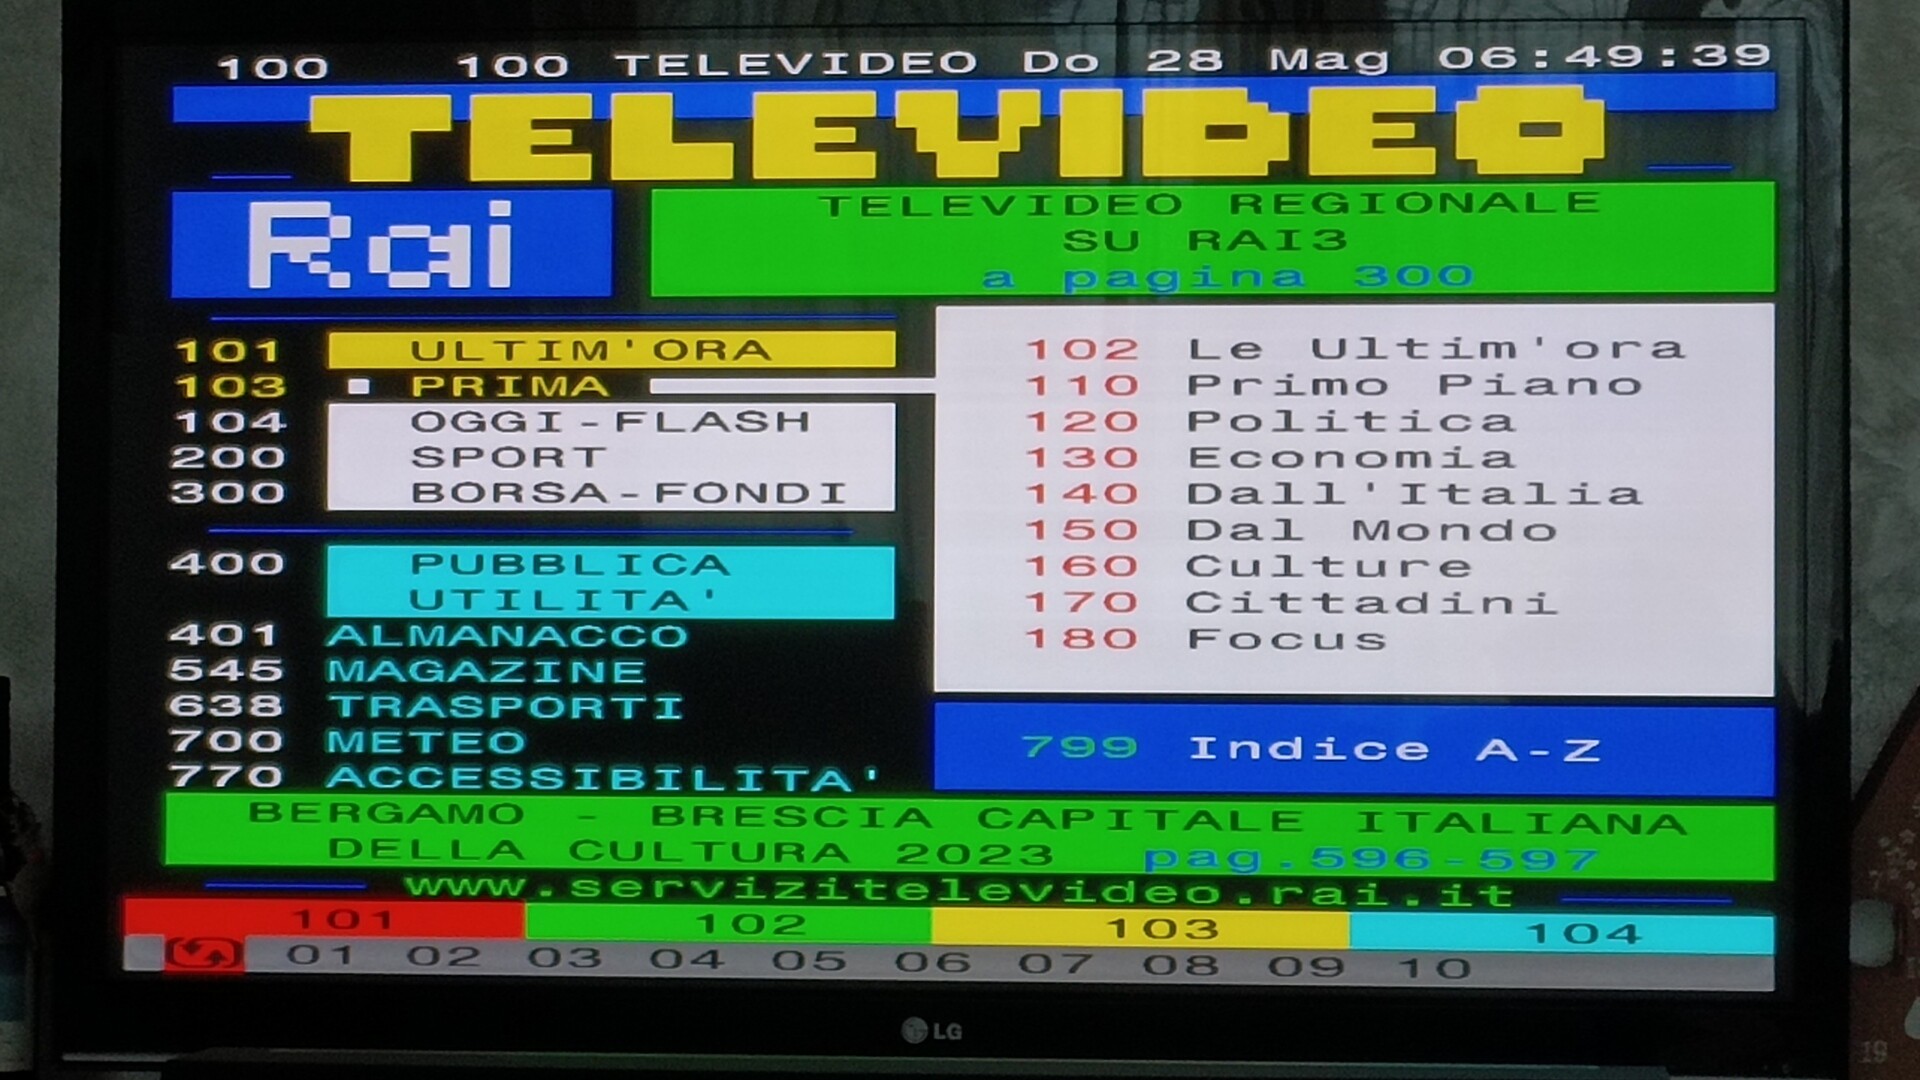 100 100 TELEVIDEO Do 28 Mag 06:49:39
TELEVIDEO
Rai
TELEVIDEO REGIONALE
SU RAI3
a pagina 300
101 ULTIM'ORA
103 PRIMA
104 OGGI-FLASH
200 SPORT
300 BORSA-FONDI
400 PUBBLICA
UTILITA'
401 ALMANACCO
545 MAGAZINE
638 TRASPORTI
700 METEO
770 ACCESSIBILITA'
102 Le Ultim'ora
110 Primo Piano
120 Politica
130 Economia
140 Dall'Italia
150 Dal Mondo
160 Culture
170 Cittadini
180 Focus
799 Indice A-Z
BERGAMO - BRESCIA CAPITALE ITALIANA
DELLA CULTURA 2023 pag.596-597
www.servizitelevideo.rai.it
101 102 103 104
01 02 03 04 05 06 07 08 09 10
LG
19